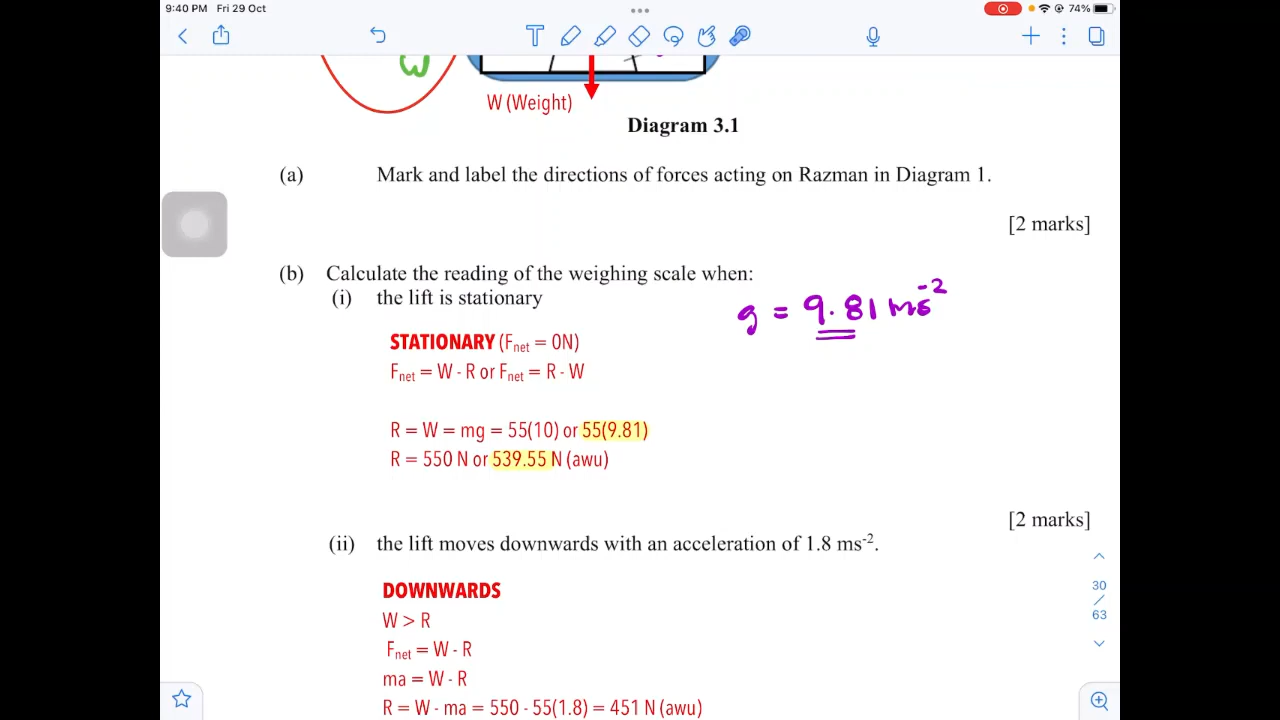 9:40 PM Fri 29 Oct
74%
T
W
W (Weight)
Diagram 3.1
(a) Mark and label the directions of forces acting on Razman in Diagram 1.
[2 marks]
(b) Calculate the reading of the weighing scale when:
(i) the lift is stationary
g = 9.81 ms⁻²
STATIONARY (Fnet = 0N)
Fnet = W - R or Fnet = R - W
R = W = mg = 55(10) or 55(9.81)
R = 550 N or 539.55 N (awu)
[2 marks]
(ii) the lift moves downwards with an acceleration of 1.8 ms⁻².
30
/
63
DOWNWARDS
W > R
Fnet = W - R
ma = W - R
R = W - ma = 550 - 55(1.8) = 451 N (awu)